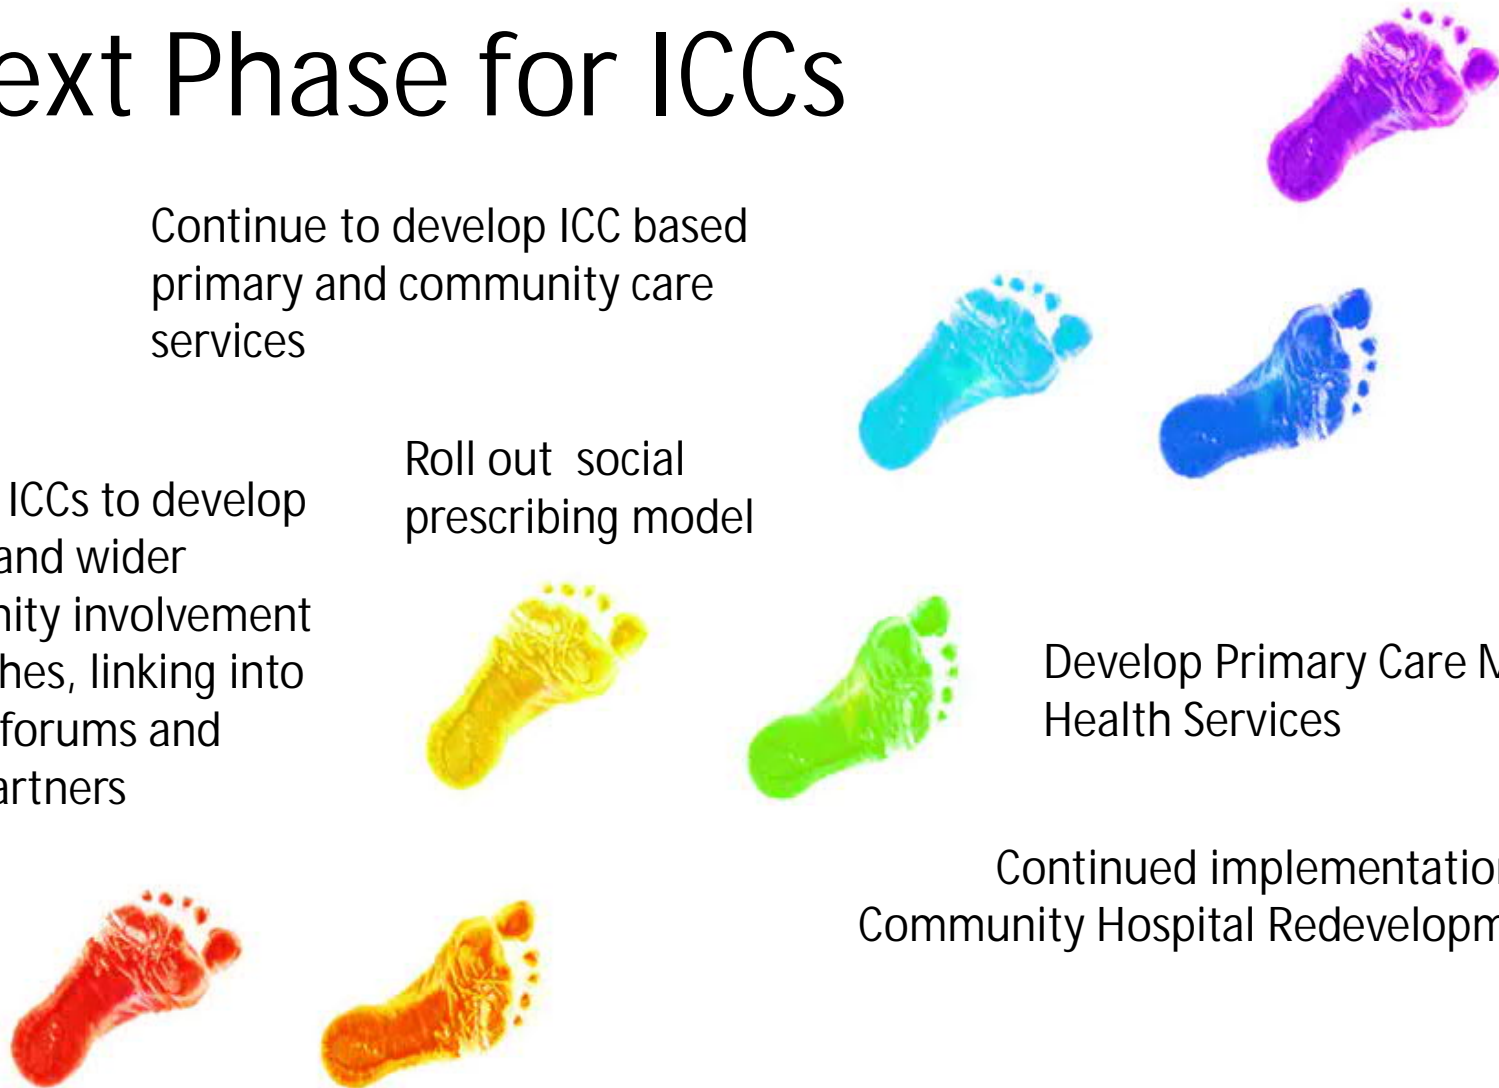 ext Phase for ICCs
Continue to develop ICC based
primary and community care
services
Roll out social
prescribing model
ICCs to develop
and wider
nity involvement
hes, linking into
forums and
artners
Develop Primary Care M
Health Services
Continued implementation
Community Hospital Redevelopm